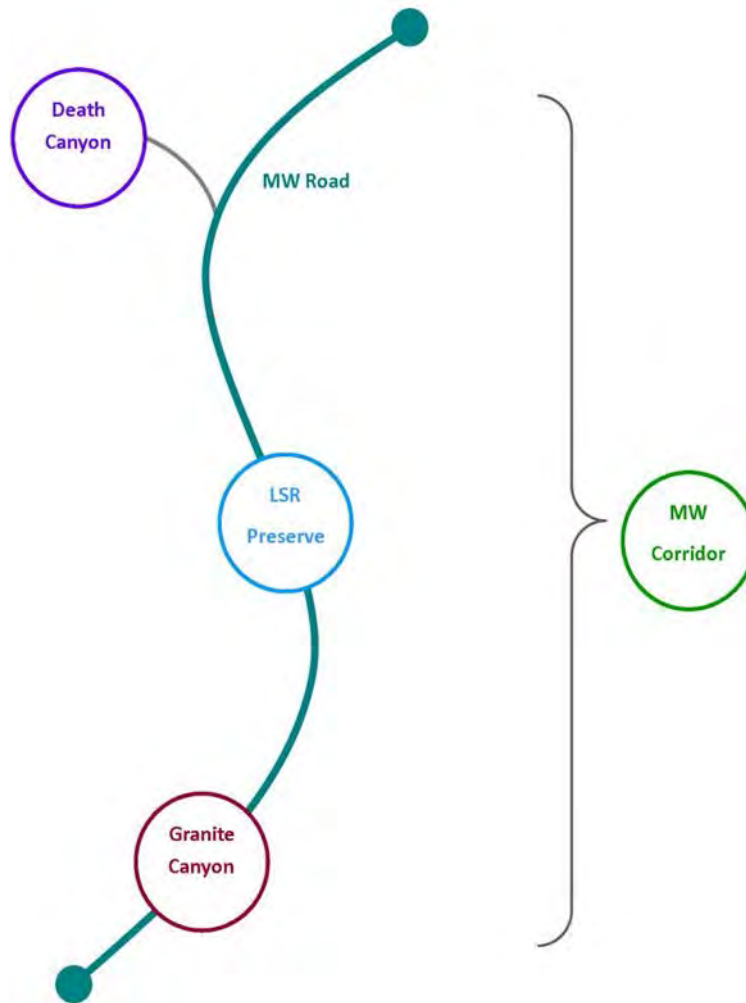 Death
Canyon
MW Road
LSR
Preserve
MW
Corridor
Granite
Canyon